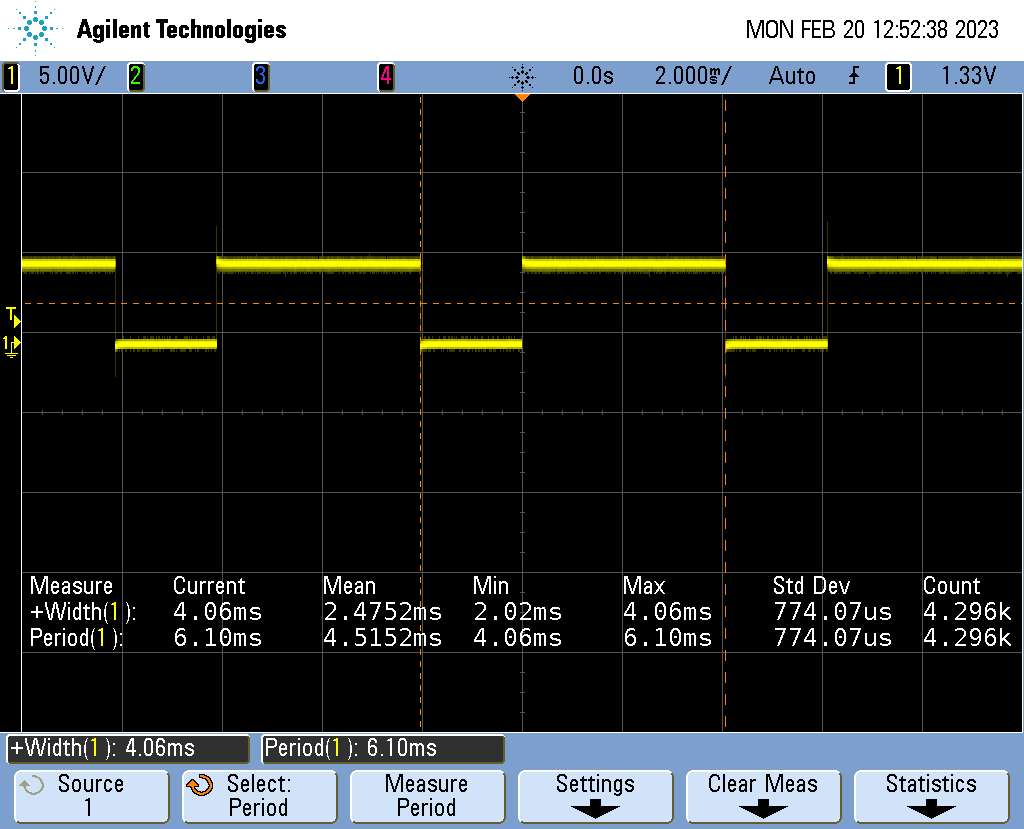 Agilent Technologies MON FEB 20 12:52:38 2023
1 5.00V/ 2 3 4 0.0s 2.000ms/ Auto 1 1.33V
T
1
Measure Current Mean Min Max Std Dev Count
+Width(1): 4.06ms 2.4752ms 2.02ms 4.06ms 774.07us 4.296k
Period(1): 6.10ms 4.5152ms 4.06ms 6.10ms 774.07us 4.296k
+Width(1): 4.06ms Period(1): 6.10ms
Source Select: Measure Settings Clear Meas Statistics
1 Period Period